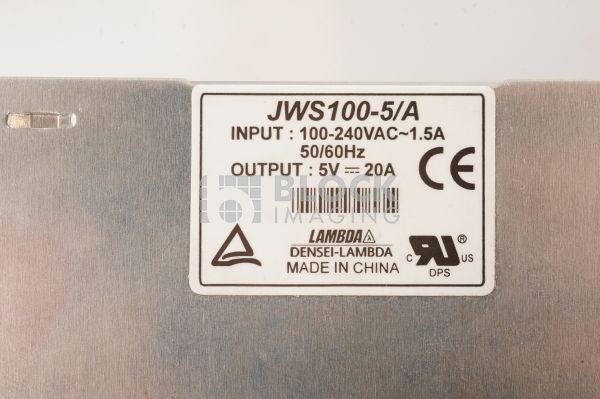 JWS100-5/A
INPUT : 100-240VAC~1.5A
50/60Hz
OUTPUT : 5V ⎓ 20A
BLOCK
IMAGING
LAMBDA
DENSEI-LAMBDA
MADE IN CHINA
CE
C RU ® US
DPS